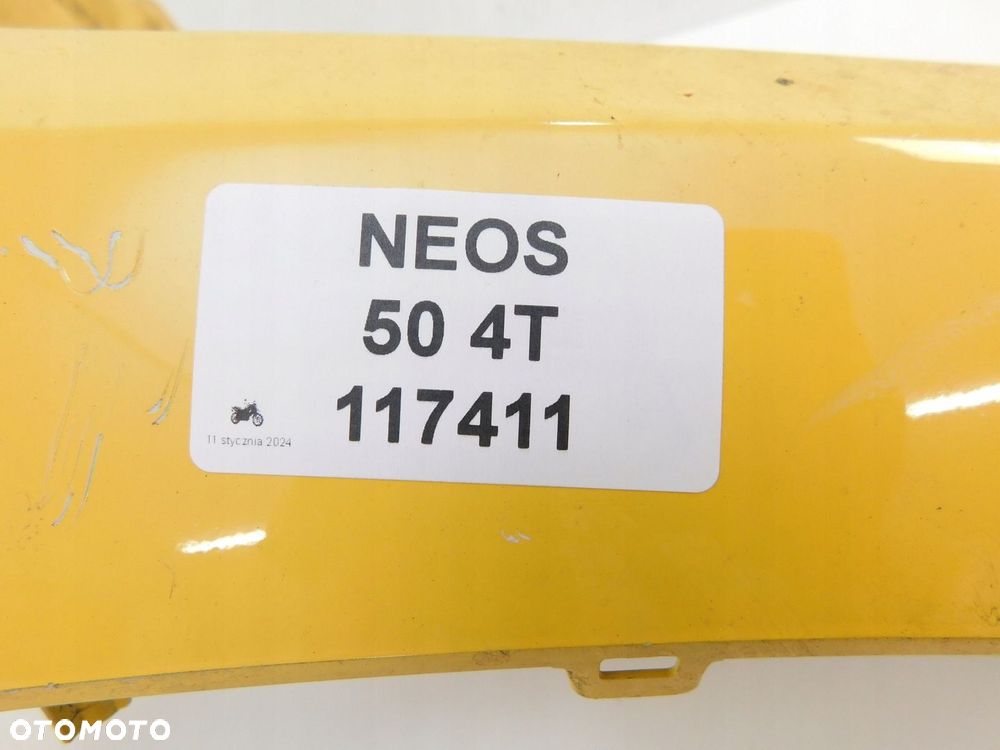 NEOS
50 4T
117411
11 stycznia 2024
OTOMOTO